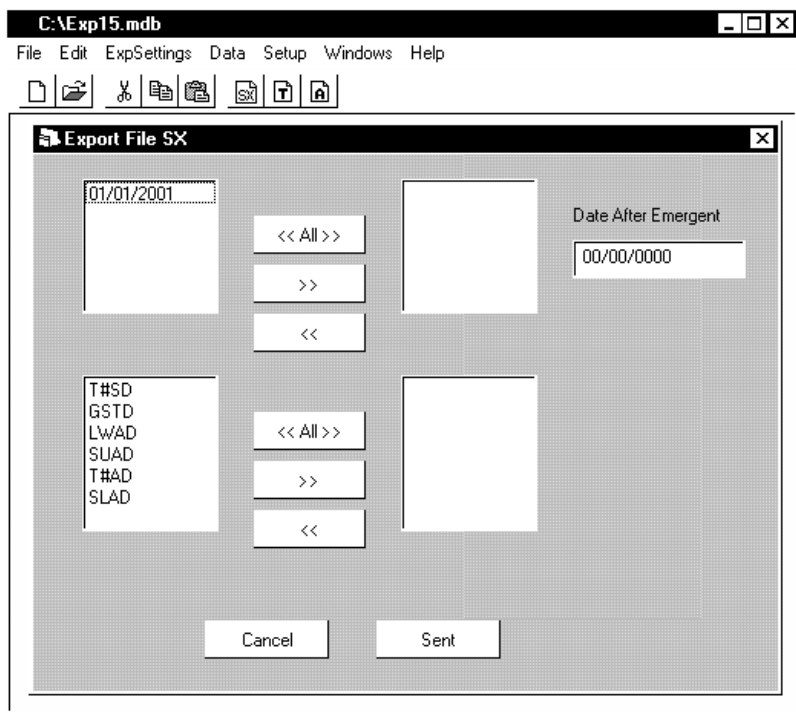 C:\Exp15.mdb
File Edit ExpSettings Data Setup Windows Help
SX T A
Export File SX
01/01/2001
<< All >>
>>
<<
Date After Emergent
00/00/0000
T#SD
GSTD
LWAD
SUAD
T#AD
SLAD
<< All >>
>>
<<
Cancel Sent